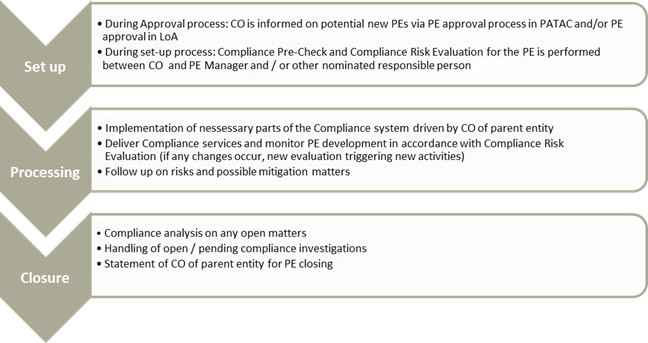 Set up
• During Approval process: CO is informed on potential new PEs via PE approval process in PATAC and/or PE
approval in LoA
• During set-up process: Compliance Pre-Check and Compliance Risk Evaluation for the PE is performed
between CO and PE Manager and / or other nominated responsible person
Processing
• Implementation of nessessary parts of the Compliance system driven by CO of parent entity
• Deliver Compliance services and monitor PE development in accordance with Compliance Risk
Evaluation (if any changes occur, new evaluation triggering new activities)
• Follow up on risks and possible mitigation matters
Closure
• Compliance analysis on any open matters
• Handling of open / pending compliance investigations
• Statement of CO of parent entity for PE closing